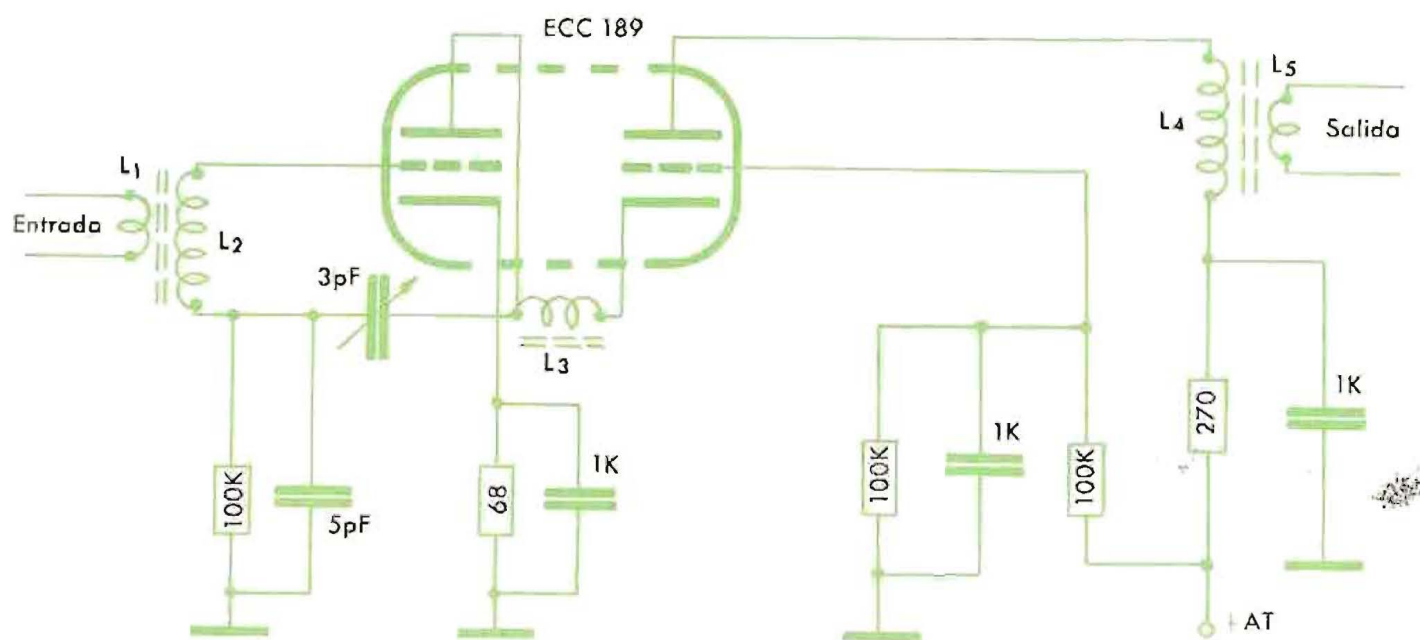 ECC 189
L1
L2
Entrada
3pF
L3
100K
5pF
68
1K
100K
1K
100K
270
1K
L4
L5
Salida
+ AT